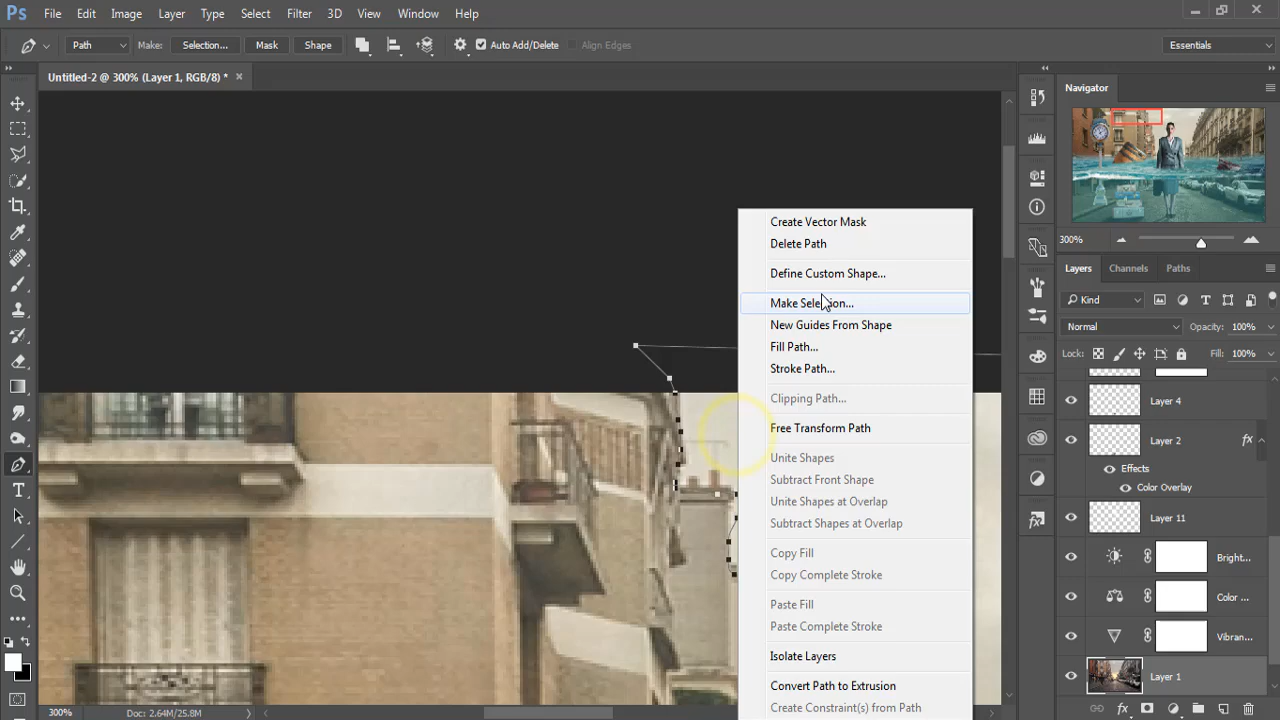 Ps File Edit Image Layer Type Select Filter 3D View Window Help
Path Make: Selection... Mask Shape Auto Add/Delete Align Edges Essentials
Untitled-2 @ 300% (Layer 1, RGB/8) * ×
Navigator
300%
Layers Channels Paths
Kind
Normal Opacity: 100%
Lock: Fill: 100%
Layer 4
Layer 2 fx
Effects
Color Overlay
Layer 11
Bright...
Color ...
Vibran...
Layer 1
Create Vector Mask
Delete Path
Define Custom Shape...
Make Selection...
New Guides From Shape
Fill Path...
Stroke Path...
Clipping Path...
Free Transform Path
Unite Shapes
Subtract Front Shape
Unite Shapes at Overlap
Subtract Shapes at Overlap
Copy Fill
Copy Complete Stroke
Paste Fill
Paste Complete Stroke
Isolate Layers
Convert Path to Extrusion
Create Constraint(s) from Path
300% Doc: 2.64M/25.8M